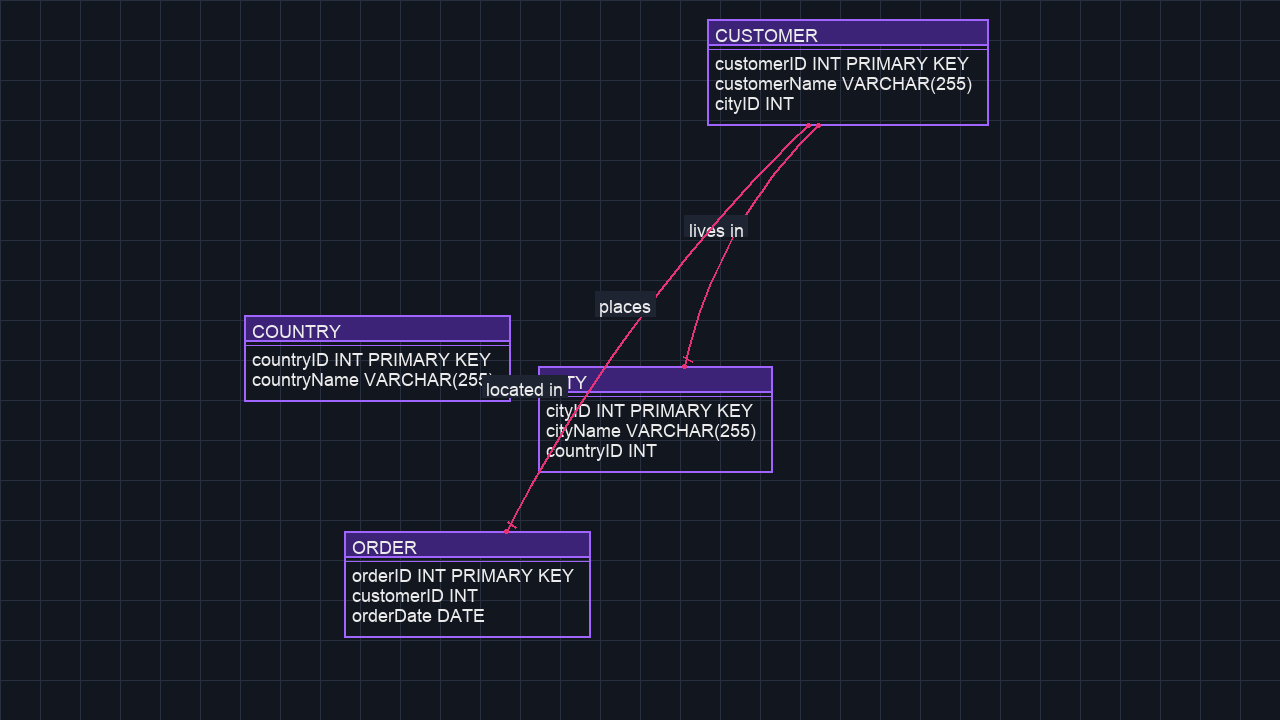 CUSTOMER
customerID INT PRIMARY KEY
customerName VARCHAR(255)
cityID INT
lives in
places
COUNTRY
countryID INT PRIMARY KEY
countryName VARCHAR(255
located in
TY
cityID INT PRIMARY KEY
cityName VARCHAR(255)
countryID INT
ORDER
orderID INT PRIMARY KEY
customerID INT
orderDate DATE